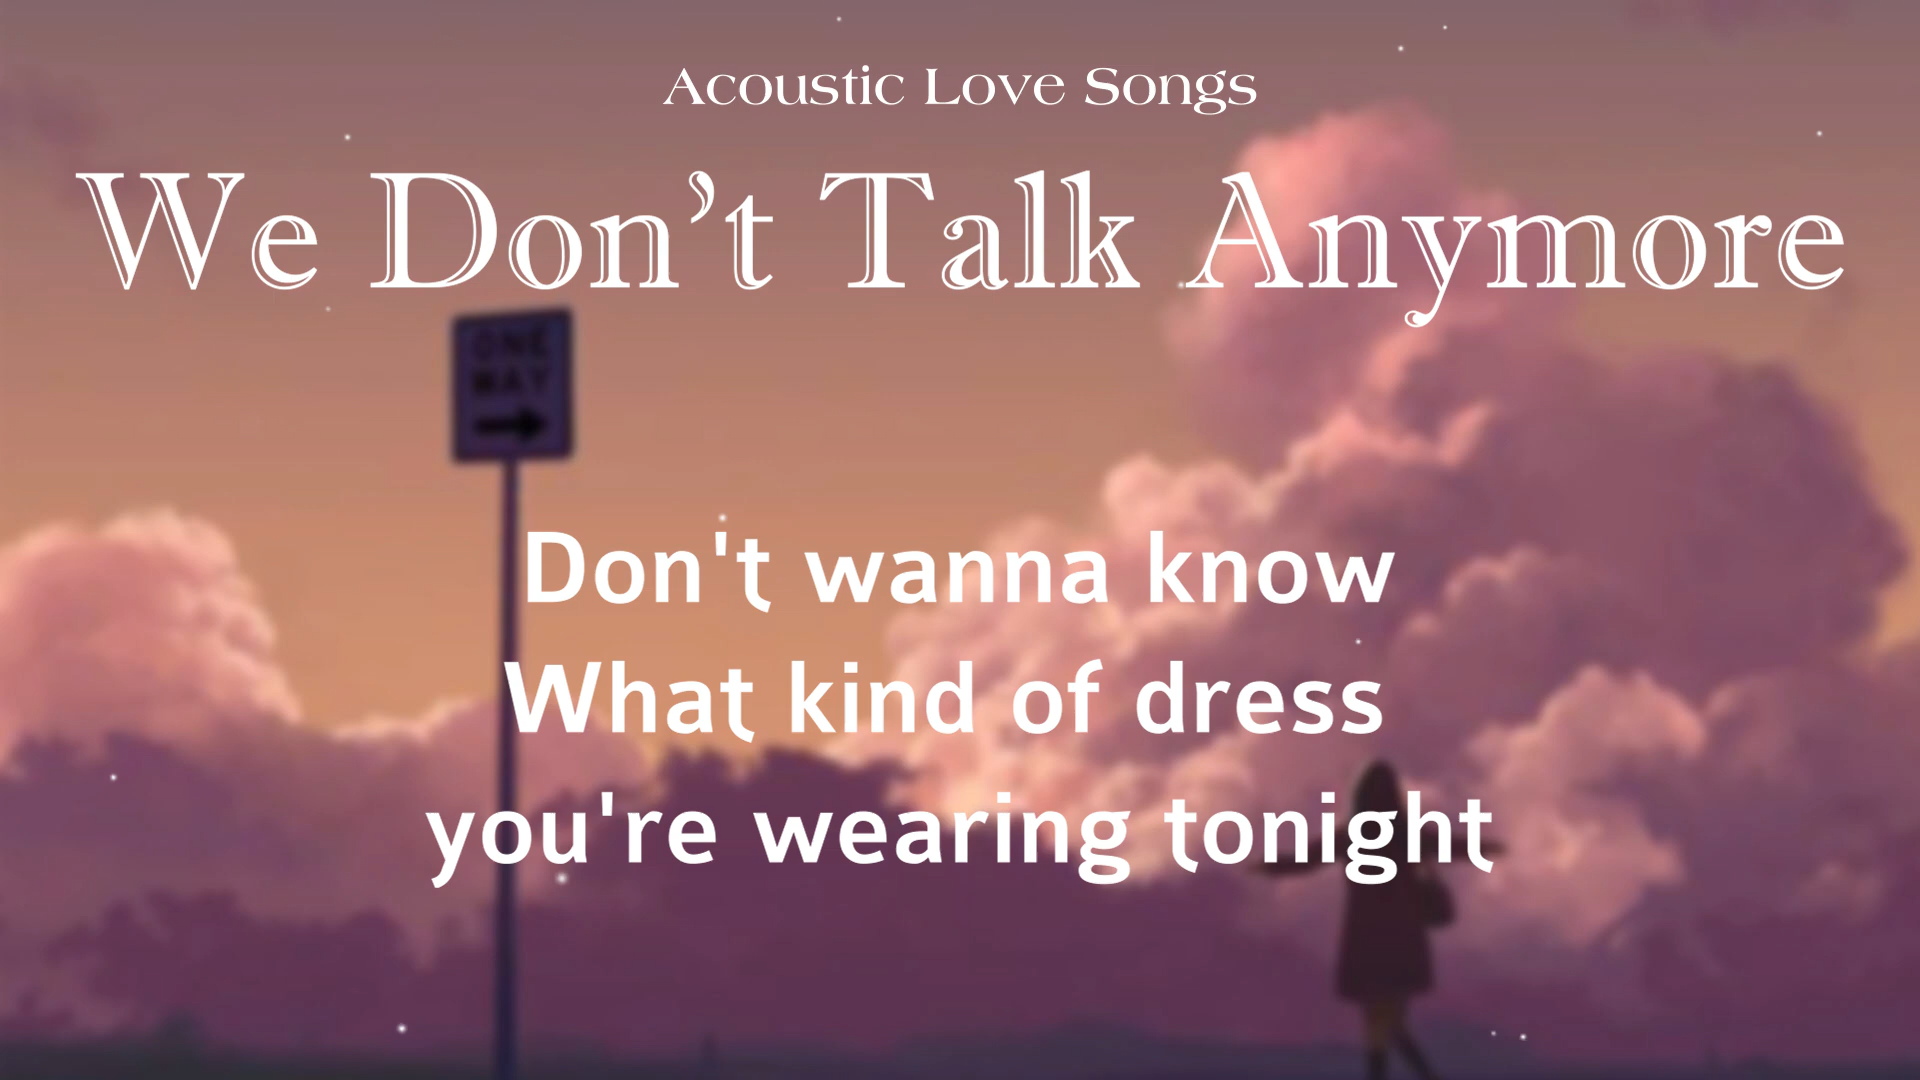 Acoustic Love Songs
We Don’t Talk Anymore
ONE
WAY
Don't wanna know
What kind of dress
you're wearing tonight